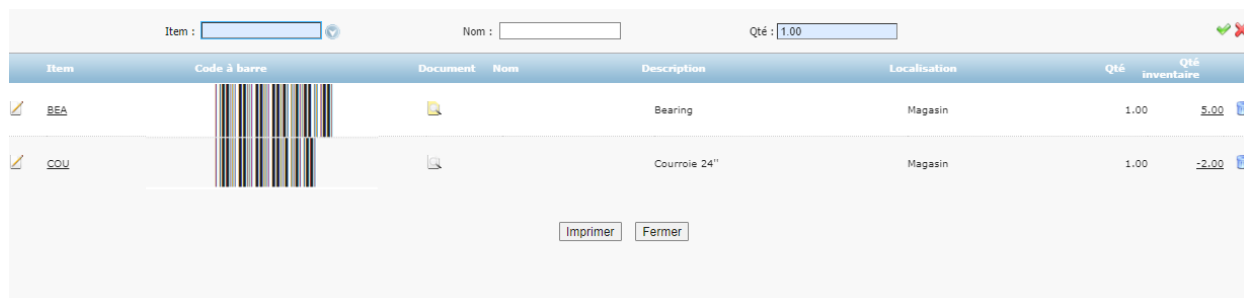 Item : Nom : Qté : 1.00
Item Code à barre Document Nom Description Localisation Qté Qté inventaire
BEA Bearing Magasin 1.00 5.00
COU Courroie 24" Magasin 1.00 -2.00
Imprimer Fermer